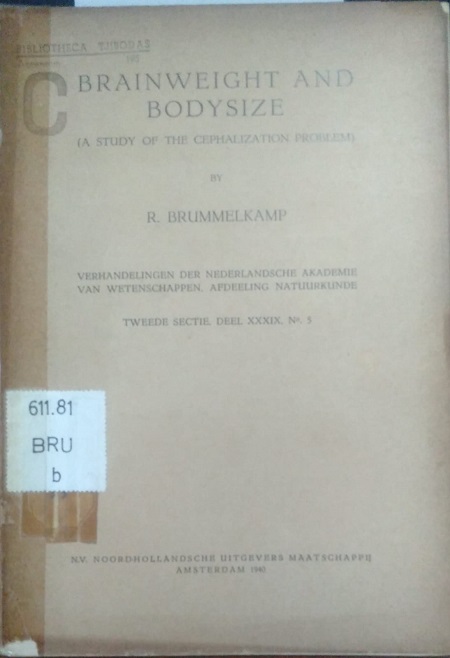 BIBLIOTHECA
C
BRAINWEIGHT AND
BODYSIZE
(A STUDY OF THE CEPHALIZATION PROBLEM)
BY
R. BRUMMELKAMP
VERHANDELINGEN DER NEDERLANDSCHE AKADEMIE
VAN WETENSCHAPPEN, AFDEELING NATUURKUNDE
TWEEDE SECTIE, DEEL XXXIX, Nº. 5
611.81
BRU
b
N.V. NOORDHOLLANDSCHE UITGEVERS MAATSCHAPPIJ
AMSTERDAM 1940